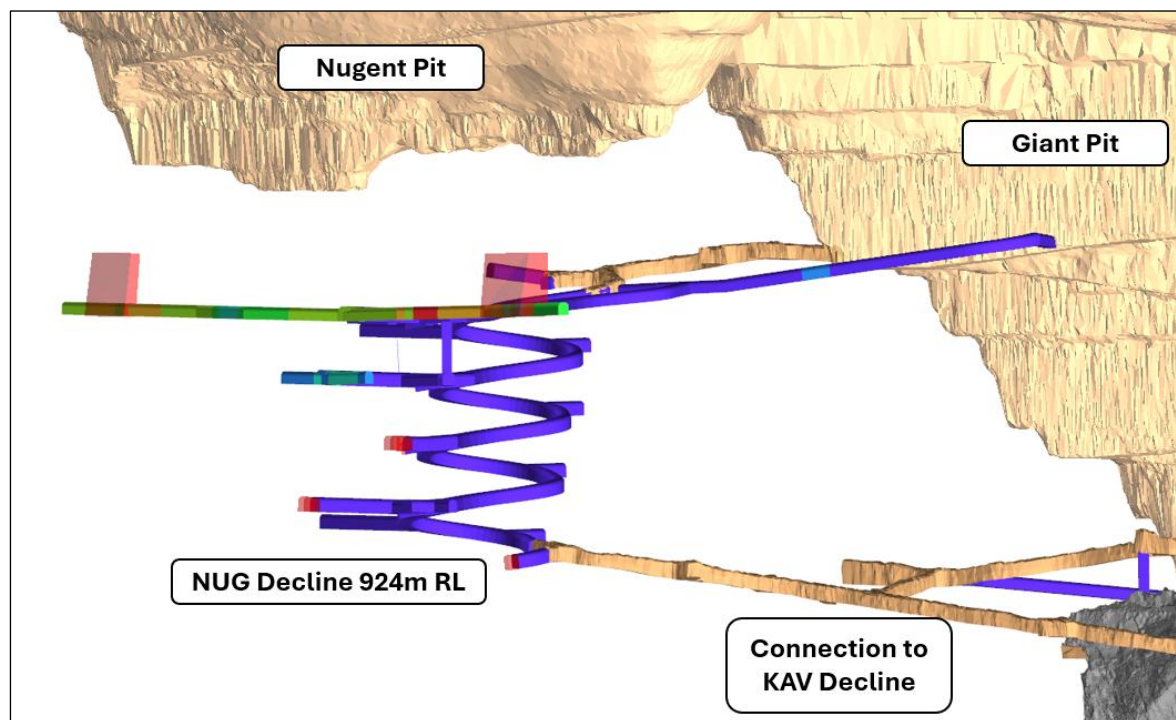 Nugent Pit
Giant Pit
NUG Decline 924m RL
Connection to
KAV Decline